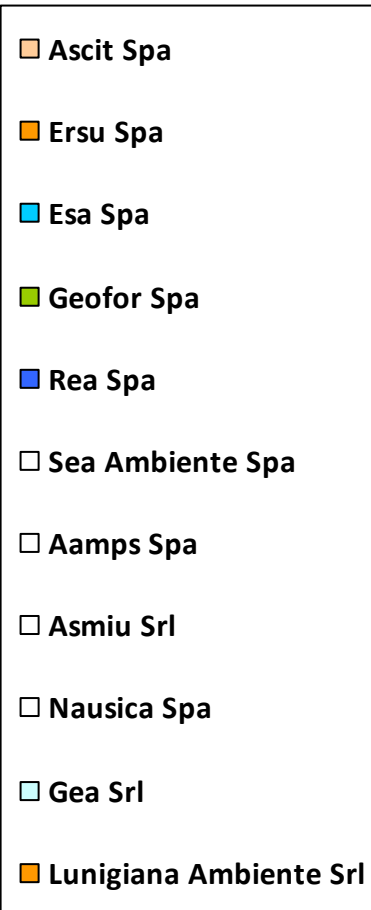 Ascit Spa
Ersu Spa
Esa Spa
Geofor Spa
Rea Spa
Sea Ambiente Spa
Aamps Spa
Asmiu Srl
Nausica Spa
Gea Srl
Lunigiana Ambiente Srl